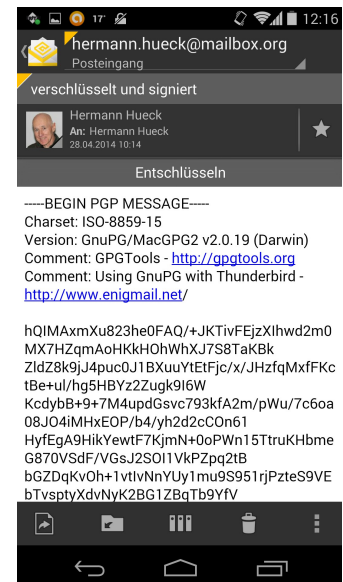 17°
12:16
hermann.hueck@mailbox.org
Posteingang
verschlüsselt und signiert
Hermann Hueck
An: Hermann Hueck
28.04.2014 10:14
Entschlüsseln
-----BEGIN PGP MESSAGE-----
Charset: ISO-8859-15
Version: GnuPG/MacGPG2 v2.0.19 (Darwin)
Comment: GPGTools - http://gpgtools.org
Comment: Using GnuPG with Thunderbird -
http://www.enigmail.net/
hQIMAxmXu823he0FAQ/+JKTivFEjzXIhwd2m0
MX7HZqmAoHKkHOhWhXJ7S8TaKBk
ZldZ8k9jJ4puc0J1BXuuYtEtFjc/x/JHzfqMxfFKc
tBe+ul/hg5HBYz2Zugk9I6W
KcdybB+9+7M4updGsvc793kfA2m/pWu/7c6oa
08JO4iMHxEOP/b4/yh2d2cCOn61
HyfEgA9HikYewtF7KjmN+0oPWn15TtruKHbme
G870VSdF/VGsJ2SOI1VkPZpq2tB
bGZDqKvOh+1vtIvNnYUy1mu9S951rjPzteS9VE
bTvsptyXdvNyK2BG1ZBqTb9YfV